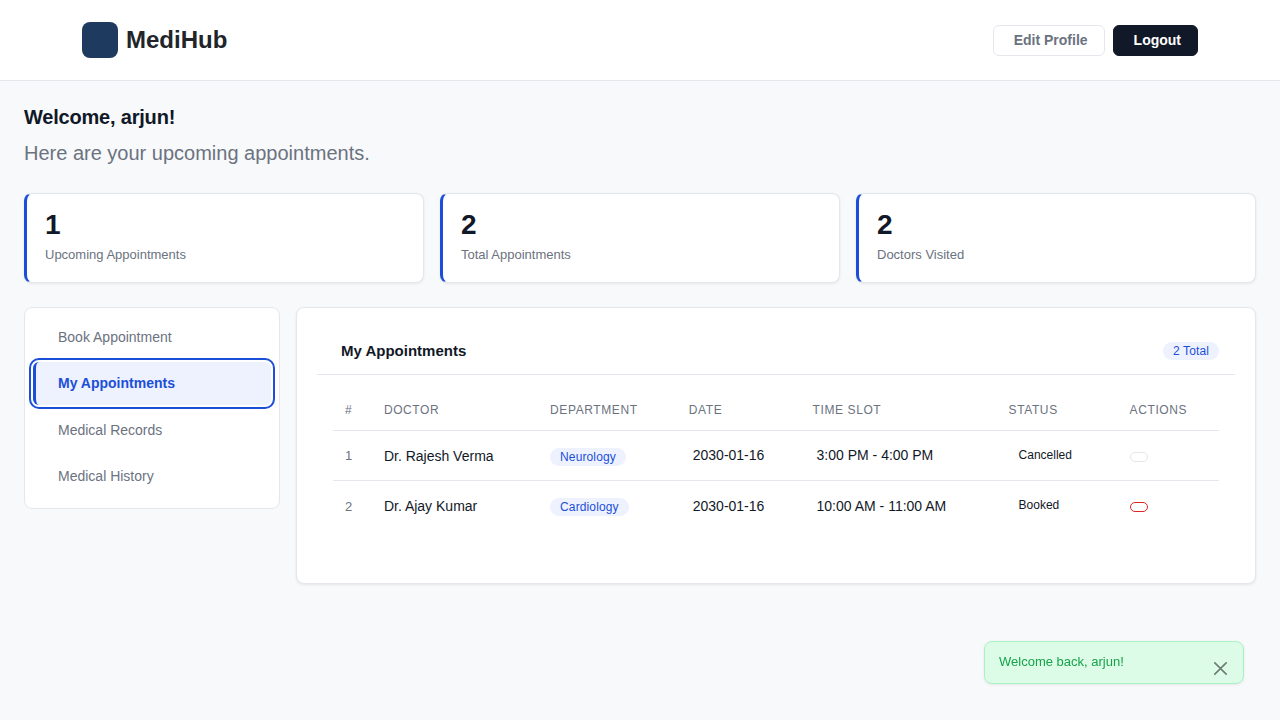 MediHub
Edit Profile
Logout
Welcome, arjun!
Here are your upcoming appointments.
1
Upcoming Appointments
2
Total Appointments
2
Doctors Visited
Book Appointment
My Appointments
Medical Records
Medical History
My Appointments
2 Total
# DOCTOR DEPARTMENT DATE TIME SLOT STATUS ACTIONS
1 Dr. Rajesh Verma Neurology 2030-01-16 3:00 PM - 4:00 PM Cancelled
2 Dr. Ajay Kumar Cardiology 2030-01-16 10:00 AM - 11:00 AM Booked
Welcome back, arjun!